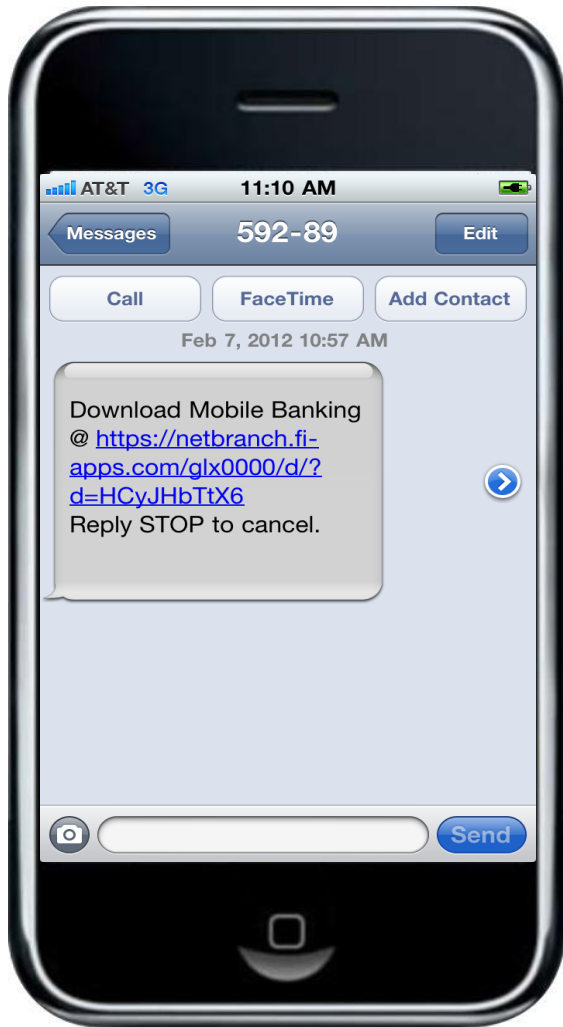 AT&T 3G 11:10 AM
Messages 592-89 Edit
Call FaceTime Add Contact
Feb 7, 2012 10:57 AM
Download Mobile Banking
@ https://netbranch.fi-
apps.com/glx0000/d/?
d=HCyJHbTtX6
Reply STOP to cancel.
Send